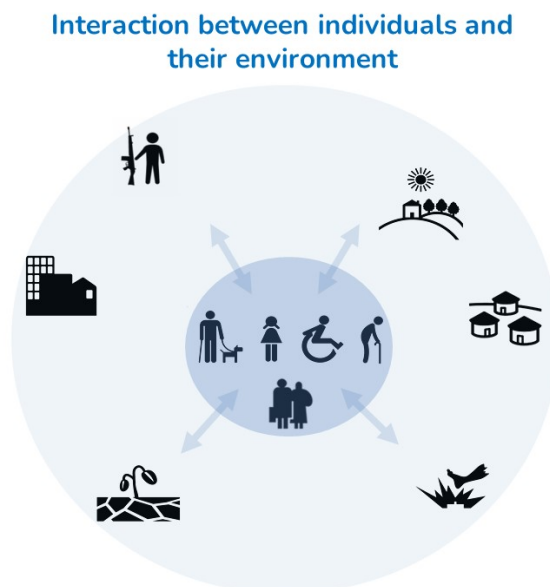 Interaction between individuals and
their environment